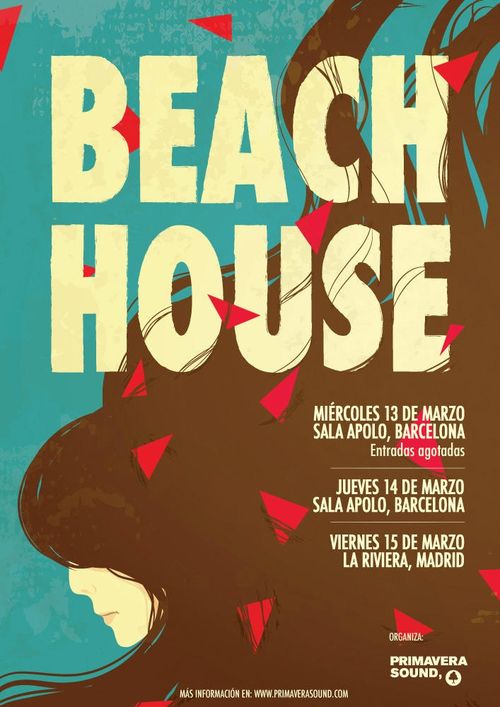 BEACH
HOUSE
MIÉRCOLES 13 DE MARZO
SALA APOLO, BARCELONA
Entradas agotadas
JUEVES 14 DE MARZO
SALA APOLO, BARCELONA
VIERNES 15 DE MARZO
LA RIVIERA, MADRID
ORGANIZA:
PRIMAVERA
SOUND,
MÁS INFORMACIÓN EN: WWW.PRIMAVERASOUND.COM